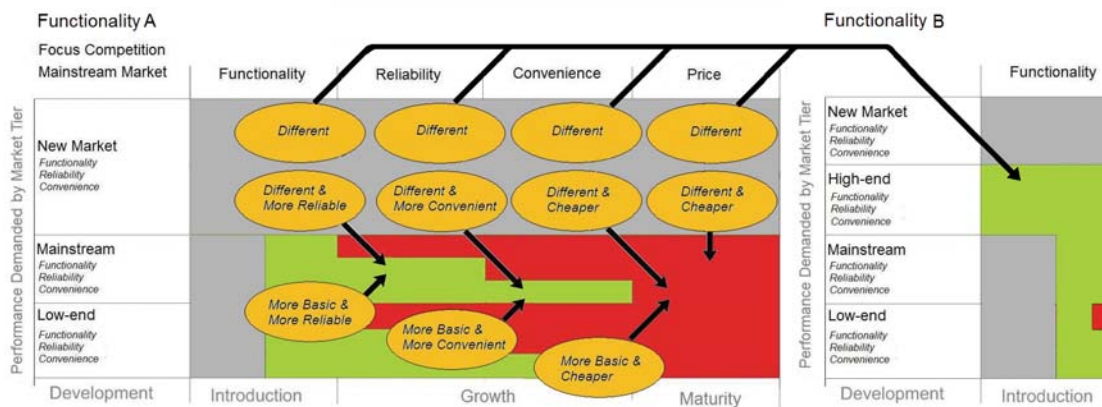 Functionality A
Functionality B
Focus Competition
Mainstream Market
Functionality
Reliability
Convenience
Price
Functionality
Performance Demanded by Market Tier
New Market
Functionality
Reliability
Convenience
Different
Different
Different
Different
Different &
More Reliable
Different &
More Convenient
Different &
Cheaper
Different &
Cheaper
Mainstream
Functionality
Reliability
Convenience
More Basic &
More Reliable
Low-end
Functionality
Reliability
Convenience
More Basic &
More Convenient
More Basic &
Cheaper
Development
Introduction
Growth
Maturity
Performance Demanded by Market Tier
New Market
Functionality
Reliability
Convenience
High-end
Functionality
Reliability
Convenience
Mainstream
Functionality
Reliability
Convenience
Low-end
Functionality
Reliability
Convenience
Development
Introduction